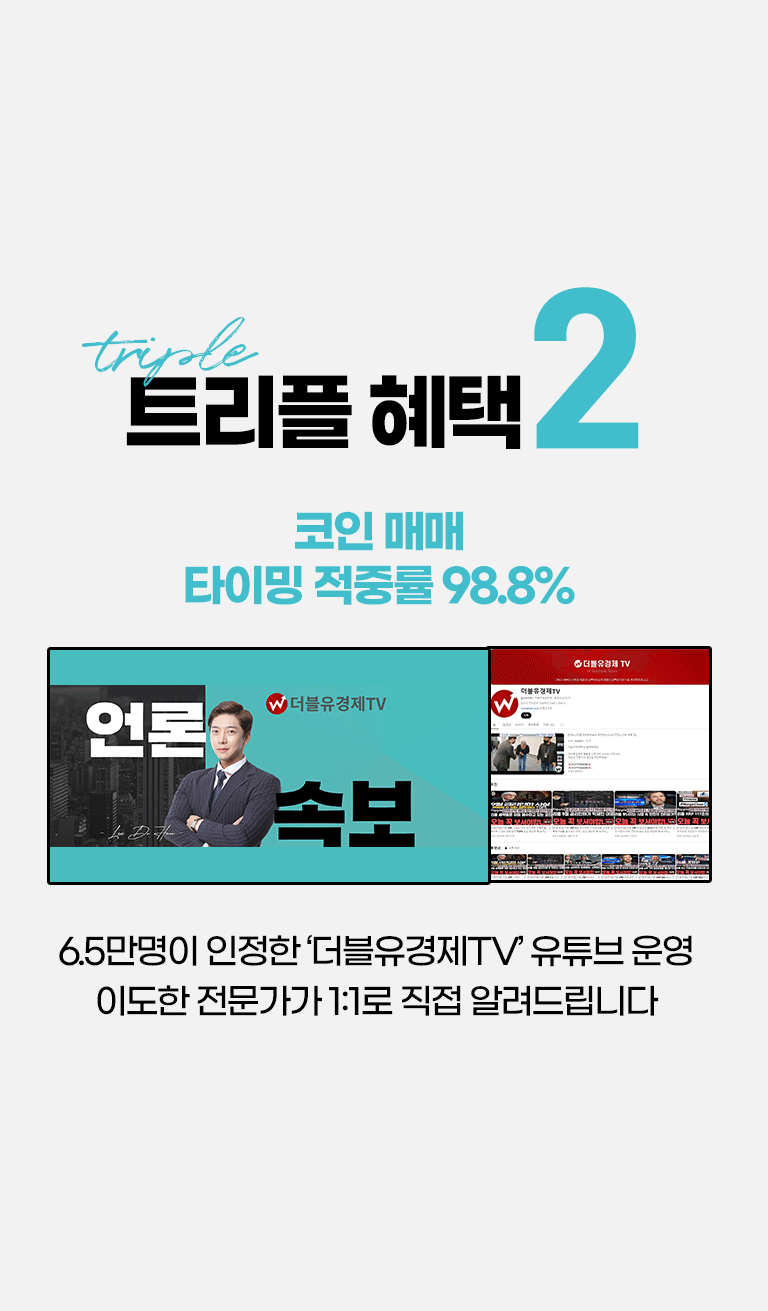 triple
트리플 혜택 2
코인 매매
타이밍 적중률 98.8%
언론
더블유경제TV
속보
- Lee Do Han
더블유경제 TV
더블유경제TV
6.5만명이 인정한 ‘더블유경제TV’ 유튜브 운영
이도한 전문가가 1:1로 직접 알려드립니다